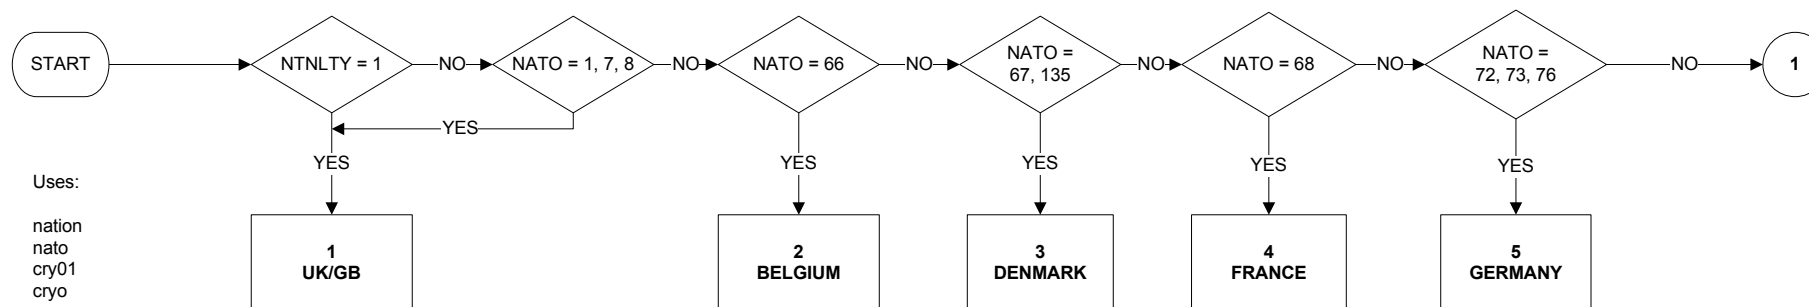 START
NTNLTY = 1
NO
NATO = 1, 7, 8
NO
NATO = 66
NO
NATO =
67, 135
NO
NATO = 68
NO
NATO =
72, 73, 76
NO
1
YES
YES
YES
YES
YES
YES
Uses:
nation
nato
cry01
cryo
1
UK/GB
2
BELGIUM
3
DENMARK
4
FRANCE
5
GERMANY